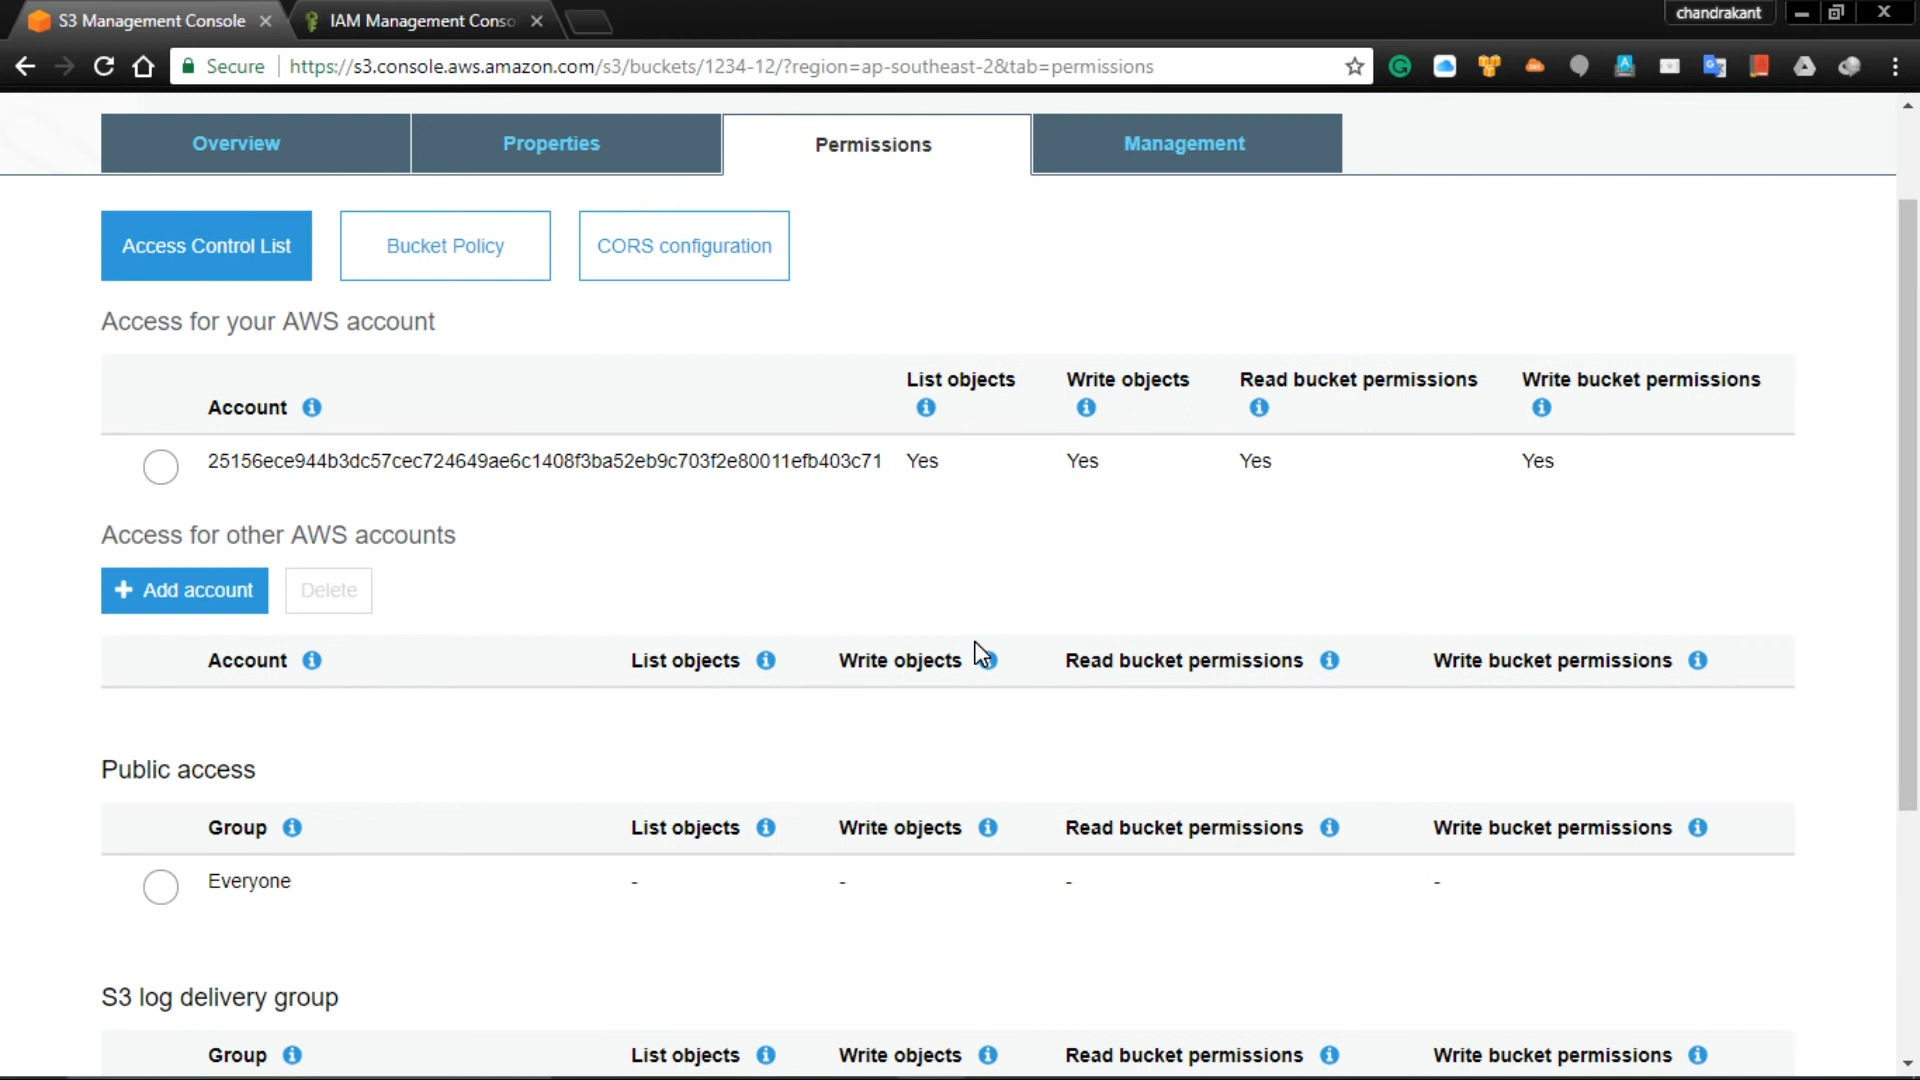 S3 Management Console
IAM Management Conso
chandrakant
Secure https://s3.console.aws.amazon.com/s3/buckets/1234-12/?region=ap-southeast-2&tab=permissions
Overview Properties Permissions Management
Access Control List Bucket Policy CORS configuration
Access for your AWS account
Account List objects Write objects Read bucket permissions Write bucket permissions
25156ece944b3dc57cec724649ae6c1408f3ba52eb9c703f2e80011efb403c71 Yes Yes Yes Yes
Access for other AWS accounts
+ Add account Delete
Account List objects Write objects Read bucket permissions Write bucket permissions
Public access
Group List objects Write objects Read bucket permissions Write bucket permissions
Everyone - - - -
S3 log delivery group
Group List objects Write objects Read bucket permissions Write bucket permissions